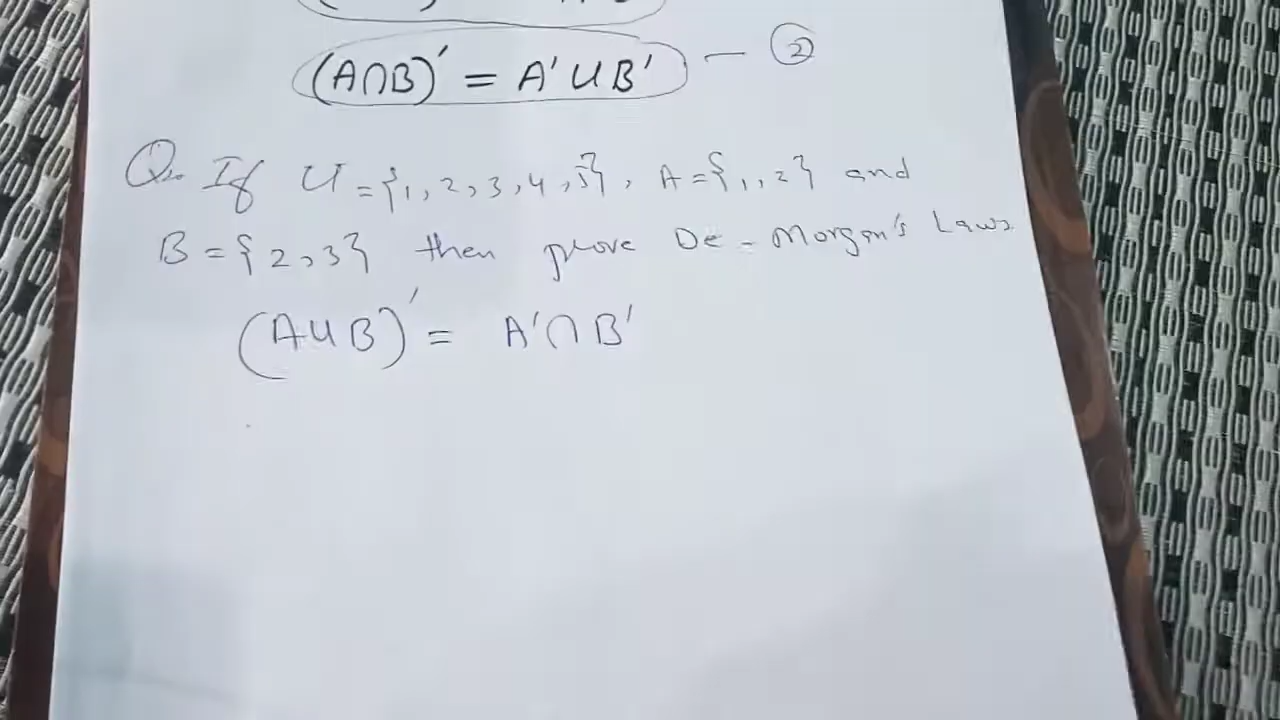 (A∩B)' = A'∪B' — ②
Q. If U = {1, 2, 3, 4, 5}, A = {1, 2} and
B = {2, 3} then prove De-Morgan's Laws
(A∪B)' = A'∩B'